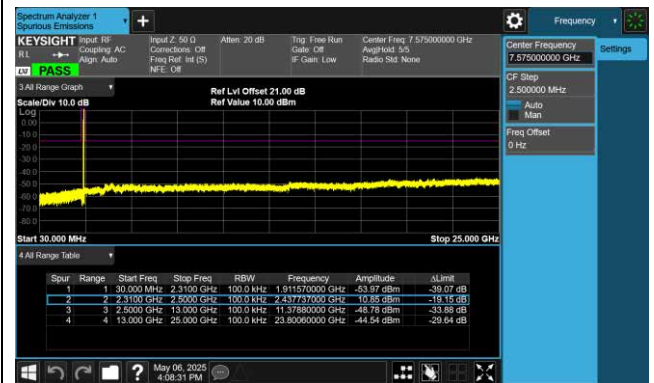 Spectrum Analyzer 1
Spurious Emissions
Frequency
KEYSIGHT
RL
PASS
Input: RF
Coupling: AC
Align: Auto
Input Z: 50 Ω
Corrections: Off
Freq Ref: Int (S)
NFE: Off
Atten: 20 dB
Trig: Free Run
Gate: Off
IF Gain: Low
Center Freq: 7.575000000 GHz
Avg|Hold: 5/5
Radio Std: None
Center Frequency
7.575000000 GHz
Settings
CF Step
2.500000 MHz
Auto
Man
Freq Offset
0 Hz
3 All Range Graph
Scale/Div 10.0 dB
Ref Lvl Offset 21.00 dB
Ref Value 10.00 dBm
Log
0.00
-10.0
-20.0
-30.0
-40.0
-50.0
-60.0
-70.0
-80.0
Start 30.000 MHz
Stop 25.000 GHz
4 All Range Table
Spur Range Start Freq Stop Freq RBW Frequency Amplitude ΔLimit
1 1 30.000 MHz 2.3100 GHz 100.0 kHz 1.911570000 GHz -53.97 dBm -39.07 dB
2 2 2.3100 GHz 2.5000 GHz 100.0 kHz 2.437737000 GHz 10.85 dBm -19.15 dB
3 3 2.5000 GHz 13.000 GHz 100.0 kHz 11.37880000 GHz -48.78 dBm -33.88 dB
4 4 13.000 GHz 25.000 GHz 100.0 kHz 23.80060000 GHz -44.54 dBm -29.64 dB
May 06, 2025
4:08:31 PM